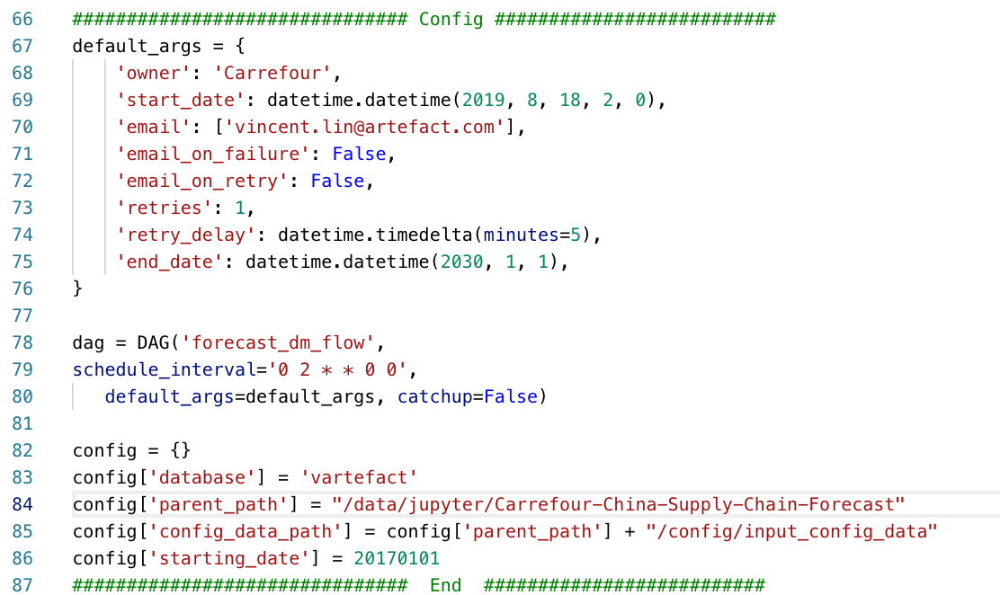 66 ############################### Config ##########################
67 default_args = {
68     'owner': 'Carrefour',
69     'start_date': datetime.datetime(2019, 8, 18, 2, 0),
70     'email': ['vincent.lin@artefact.com'],
71     'email_on_failure': False,
72     'email_on_retry': False,
73     'retries': 1,
74     'retry_delay': datetime.timedelta(minutes=5),
75     'end_date': datetime.datetime(2030, 1, 1),
76 }
77
78 dag = DAG('forecast_dm_flow',
79 schedule_interval='0 2 * * 0 0',
80    default_args=default_args, catchup=False)
81
82 config = {}
83 config['database'] = 'vartefact'
84 config['parent_path'] = "/data/jupyter/Carrefour-China-Supply-Chain-Forecast"
85 config['config_data_path'] = config['parent_path'] + "/config/input_config_data"
86 config['starting_date'] = 20170101
87 ###############################  End  ##########################